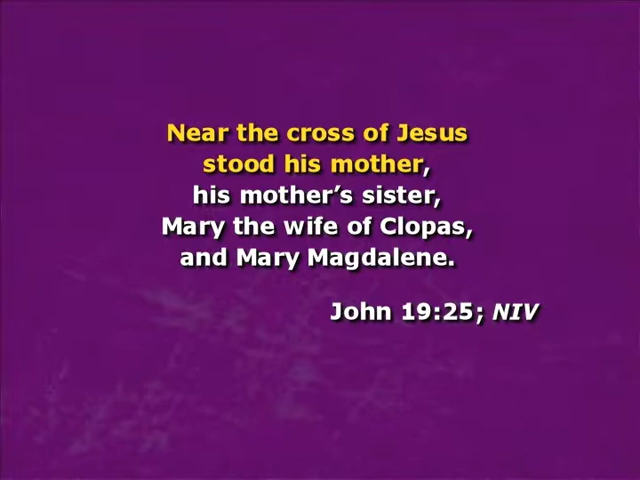 Near the cross of Jesus
stood his mother,
his mother’s sister,
Mary the wife of Clopas,
and Mary Magdalene.
John 19:25; NIV